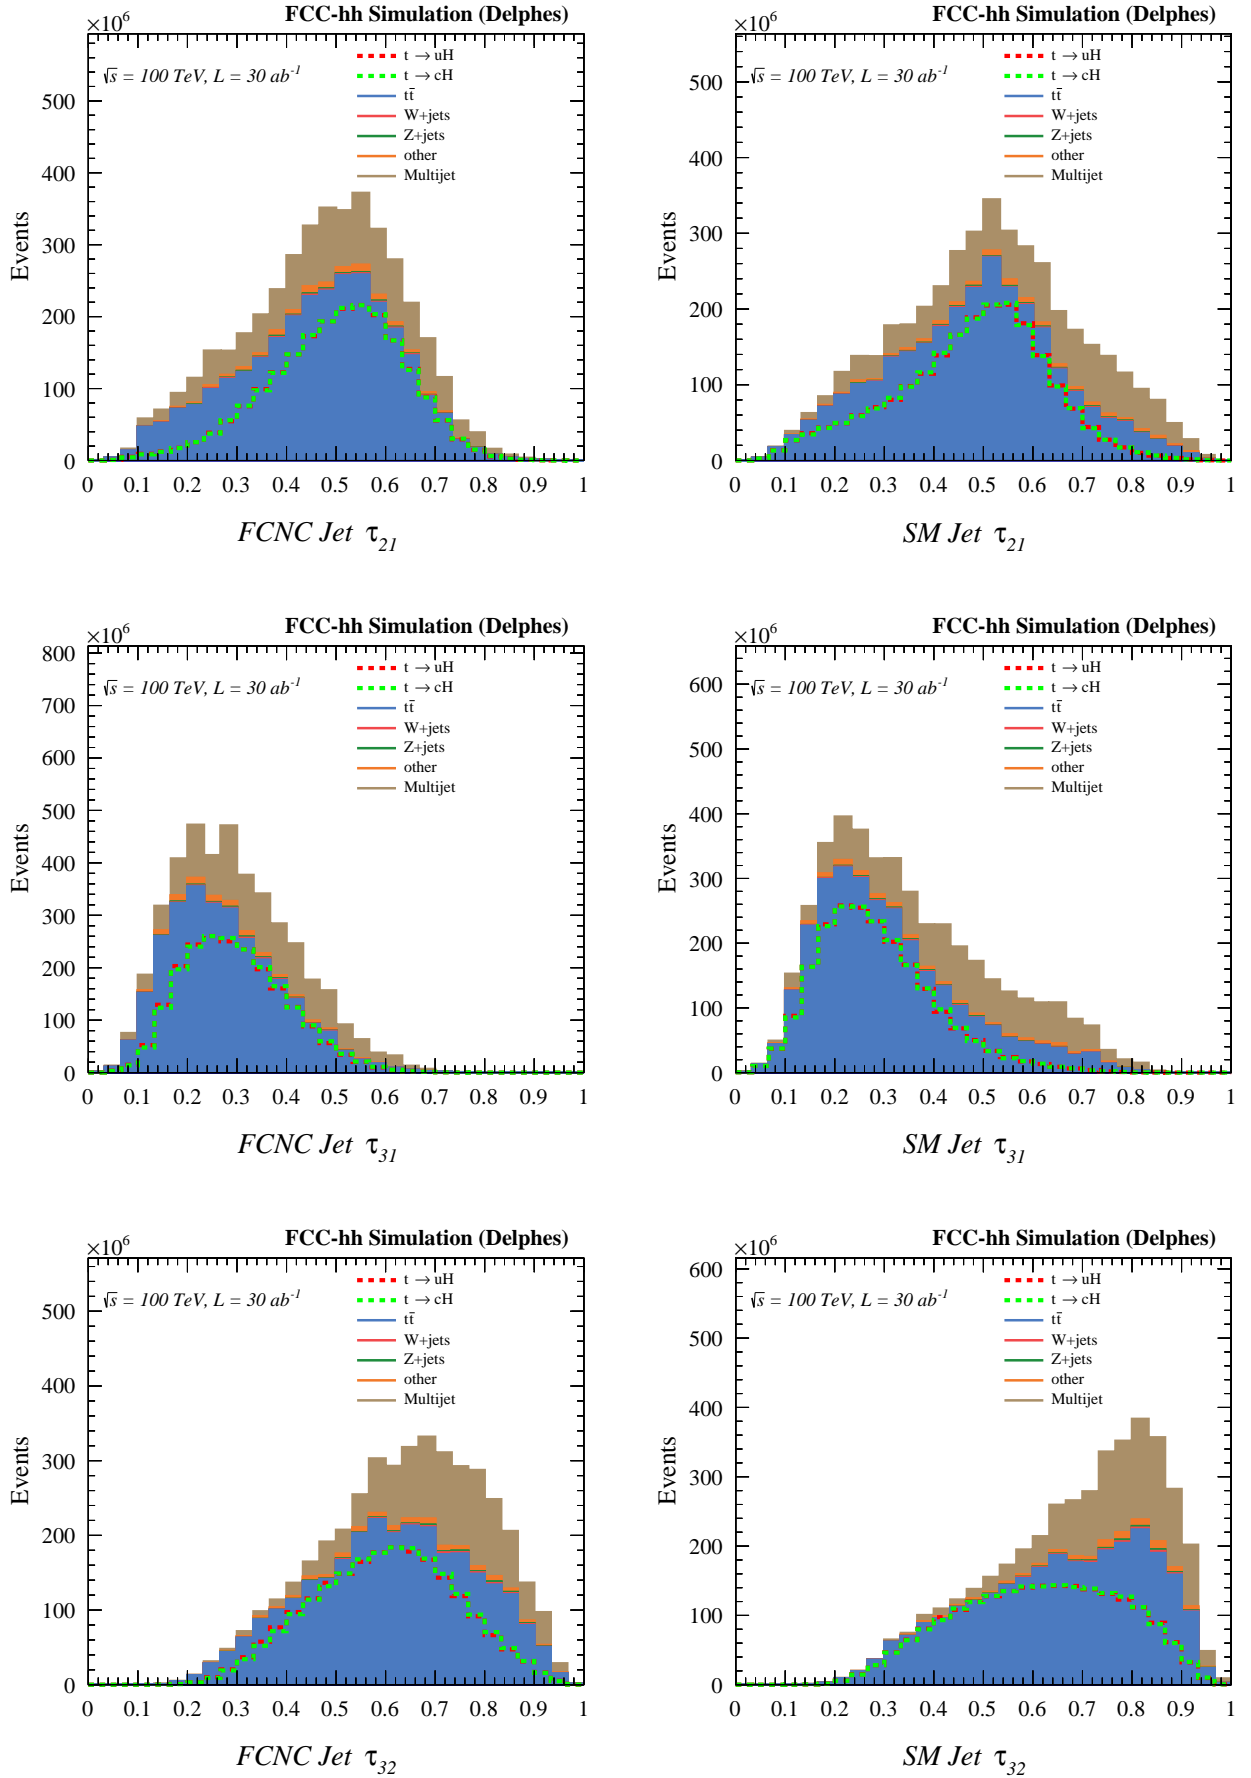 FCC-hh Simulation (Delphes)
×10⁶
√s = 100 TeV, L = 30 ab⁻¹
t → uH
t → cH
tt̄
W+jets
Z+jets
other
Multijet
Events
500
400
300
200
100
0
0 0.1 0.2 0.3 0.4 0.5 0.6 0.7 0.8 0.9 1
FCNC Jet τ₂₁
FCC-hh Simulation (Delphes)
×10⁶
√s = 100 TeV, L = 30 ab⁻¹
t → uH
t → cH
tt̄
W+jets
Z+jets
other
Multijet
Events
500
400
300
200
100
0
0 0.1 0.2 0.3 0.4 0.5 0.6 0.7 0.8 0.9 1
SM Jet τ₂₁
FCC-hh Simulation (Delphes)
×10⁶
√s = 100 TeV, L = 30 ab⁻¹
t → uH
t → cH
tt̄
W+jets
Z+jets
other
Multijet
Events
800
700
600
500
400
300
200
100
0
0 0.1 0.2 0.3 0.4 0.5 0.6 0.7 0.8 0.9 1
FCNC Jet τ₃₁
FCC-hh Simulation (Delphes)
×10⁶
√s = 100 TeV, L = 30 ab⁻¹
t → uH
t → cH
tt̄
W+jets
Z+jets
other
Multijet
Events
600
500
400
300
200
100
0
0 0.1 0.2 0.3 0.4 0.5 0.6 0.7 0.8 0.9 1
SM Jet τ₃₁
FCC-hh Simulation (Delphes)
×10⁶
√s = 100 TeV, L = 30 ab⁻¹
t → uH
t → cH
tt̄
W+jets
Z+jets
other
Multijet
Events
500
400
300
200
100
0
0 0.1 0.2 0.3 0.4 0.5 0.6 0.7 0.8 0.9 1
FCNC Jet τ₃₂
FCC-hh Simulation (Delphes)
×10⁶
√s = 100 TeV, L = 30 ab⁻¹
t → uH
t → cH
tt̄
W+jets
Z+jets
other
Multijet
Events
600
500
400
300
200
100
0
0 0.1 0.2 0.3 0.4 0.5 0.6 0.7 0.8 0.9 1
SM Jet τ₃₂